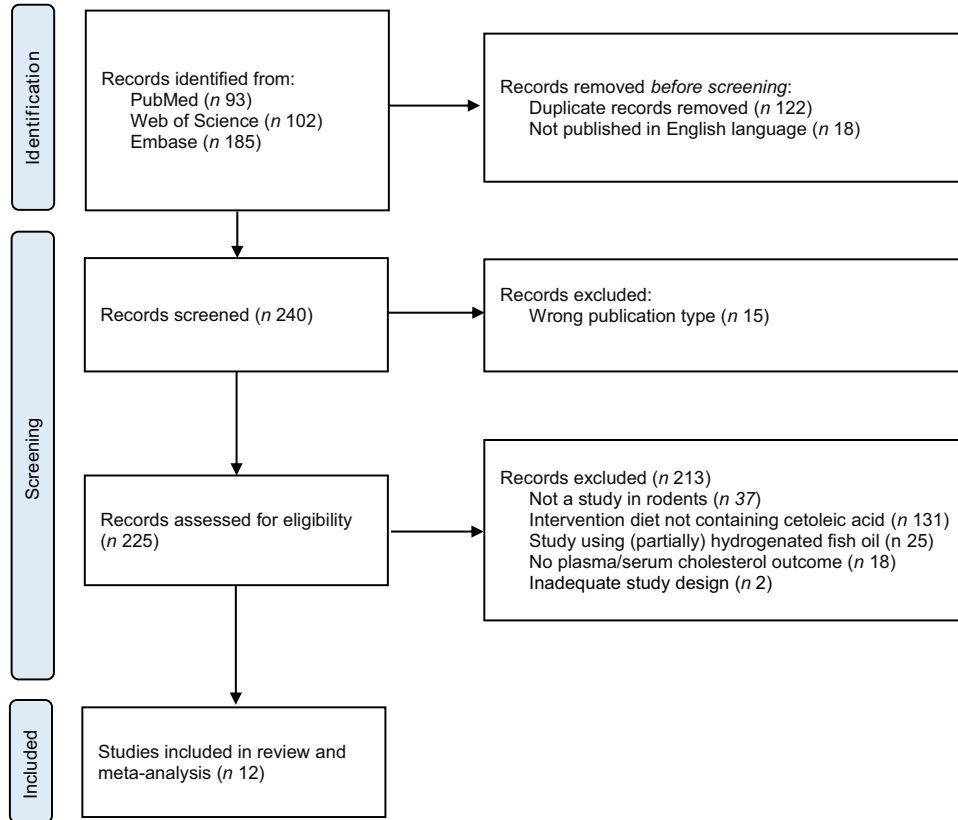 Identification
Records identified from:
PubMed (n 93)
Web of Science (n 102)
Embase (n 185)
Records removed before screening:
Duplicate records removed (n 122)
Not published in English language (n 18)
Screening
Records screened (n 240)
Records excluded:
Wrong publication type (n 15)
Records assessed for eligibility
(n 225)
Records excluded (n 213)
Not a study in rodents (n 37)
Intervention diet not containing cetoleic acid (n 131)
Study using (partially) hydrogenated fish oil (n 25)
No plasma/serum cholesterol outcome (n 18)
Inadequate study design (n 2)
Included
Studies included in review and
meta-analysis (n 12)